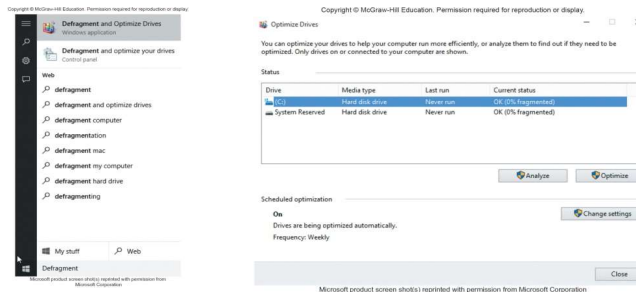 Copyright © McGraw-Hill Education. Permission required for reproduction or display.
Defragment and Optimize Drives
Windows application
Defragment and optimize your drives
Control panel
Web
defragment
defragment and optimize drives
defragment computer
defragmentation
defragment mac
defragment my computer
defragment hard drive
defragmenting
My stuff
Web
Defragment
Microsoft product screen shot(s) reprinted with permission from
Microsoft Corporation
Copyright © McGraw-Hill Education. Permission required for reproduction or display.
Optimize Drives
You can optimize your drives to help your computer run more efficiently, or analyze them to find out if they need to be
optimized. Only drives on or connected to your computer are shown.
Status
Drive Media type Last run Current status
(C:) Hard disk drive Never run OK (0% fragmented)
System Reserved Hard disk drive Never run OK (0% fragmented)
Analyze Optimize
Scheduled optimization
On Change settings
Drives are being optimized automatically.
Frequency: Weekly
Close
Microsoft product screen shot(s) reprinted with permission from Microsoft Corporation